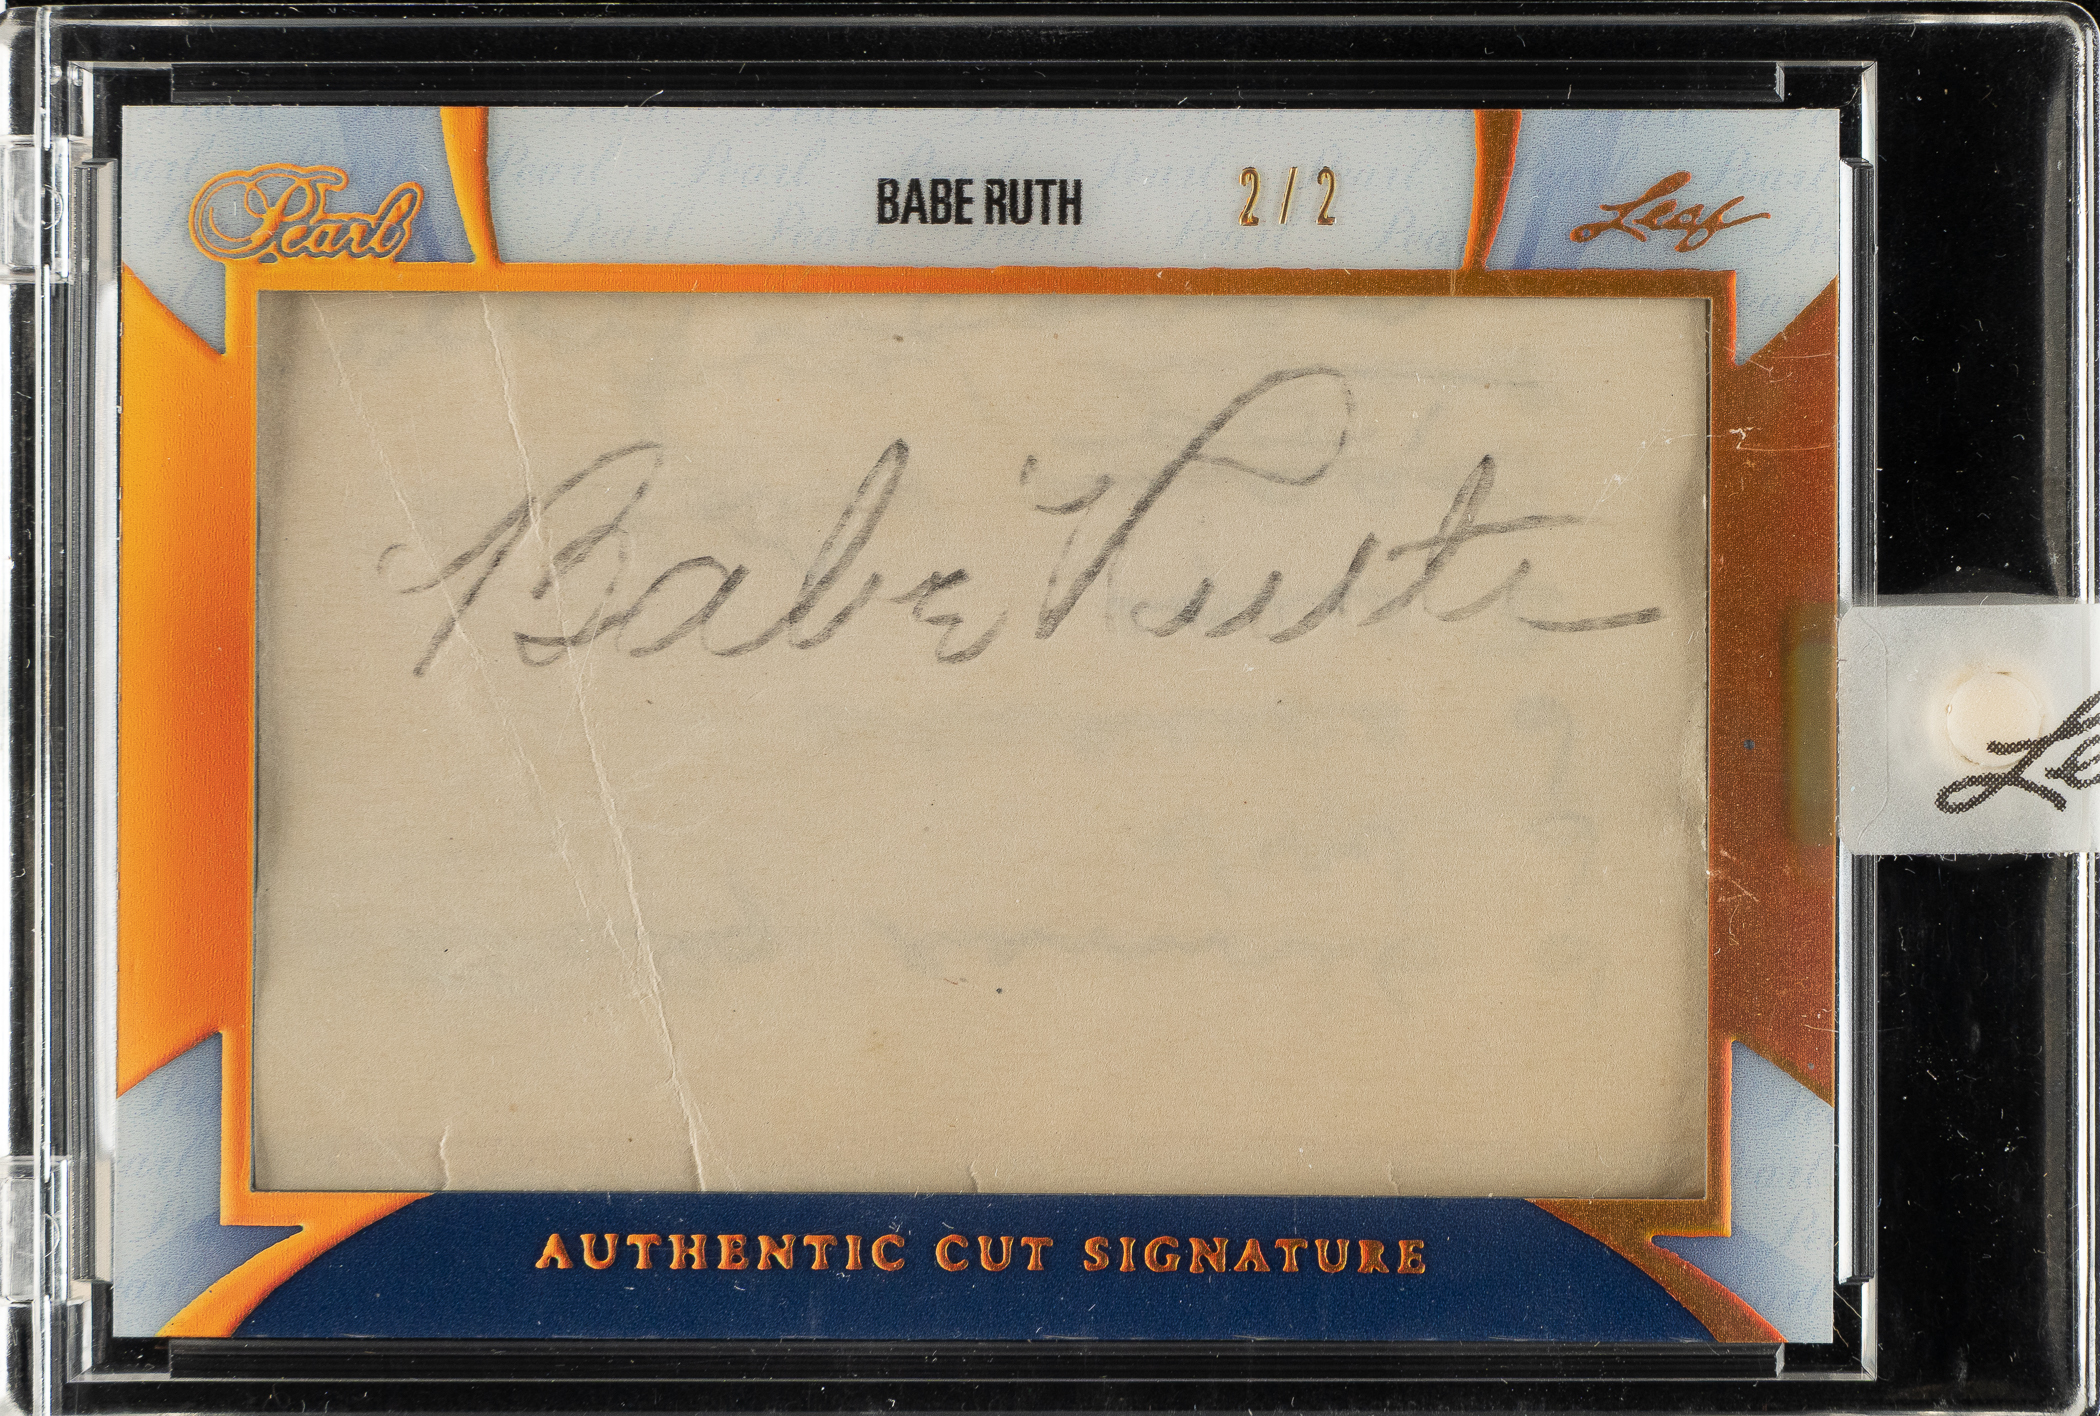 Pearl BABE RUTH 2/2 Leaf
Babe Ruth
AUTHENTIC CUT SIGNATURE